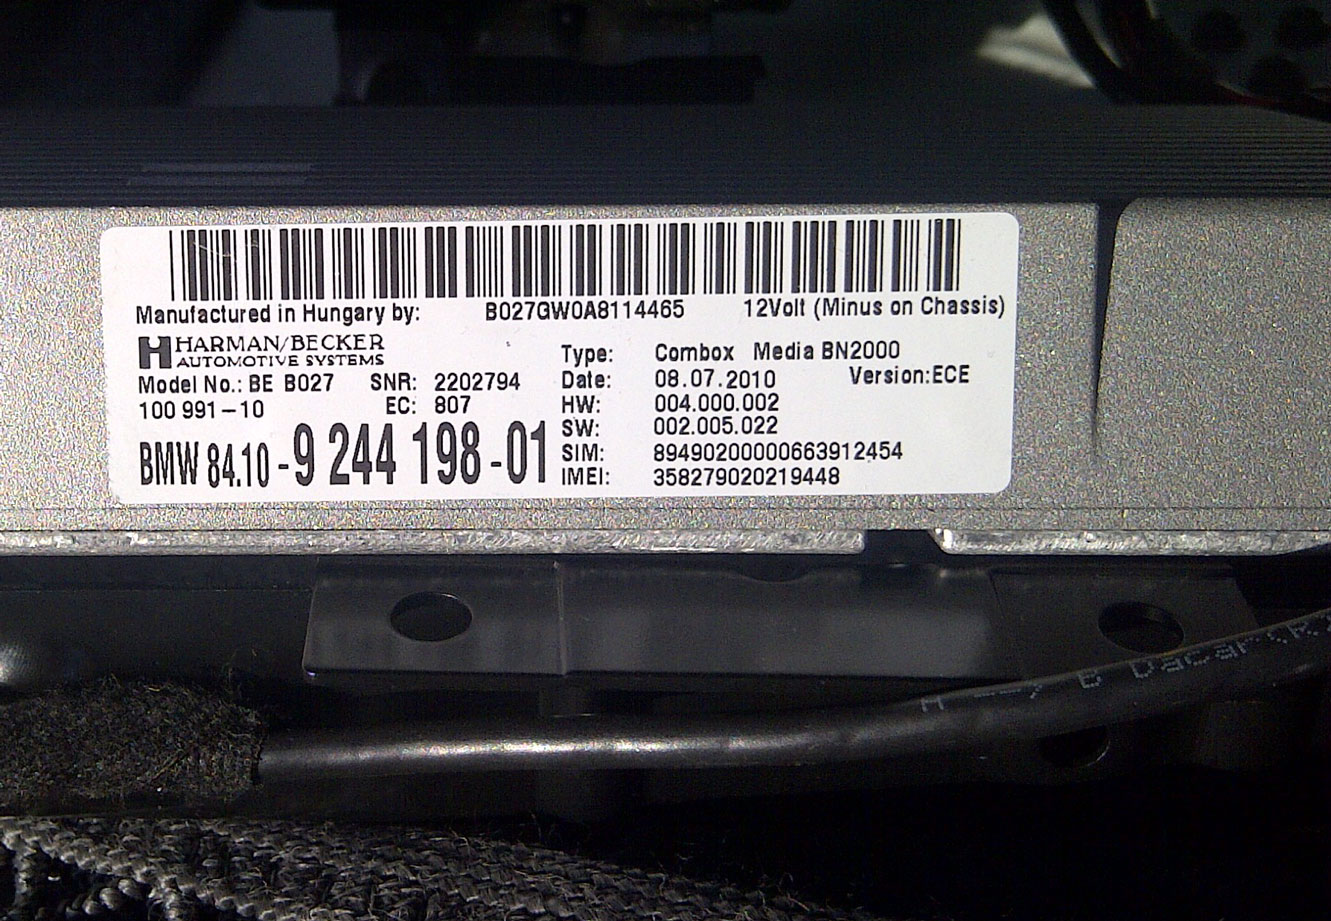 Manufactured in Hungary by: B027GW0A8114465 12Volt (Minus on Chassis)
HARMAN/BECKER
AUTOMOTIVE SYSTEMS
Model No.: BE B027 SNR: 2202794
100 991-10 EC: 807
BMW 84.10-9 244 198-01
Type: Combox Media BN2000
Date: 08.07.2010 Version:ECE
HW: 004.000.002
SW: 002.005.022
SIM: 89490200000663912454
IMEI: 358279020219448
Dacar